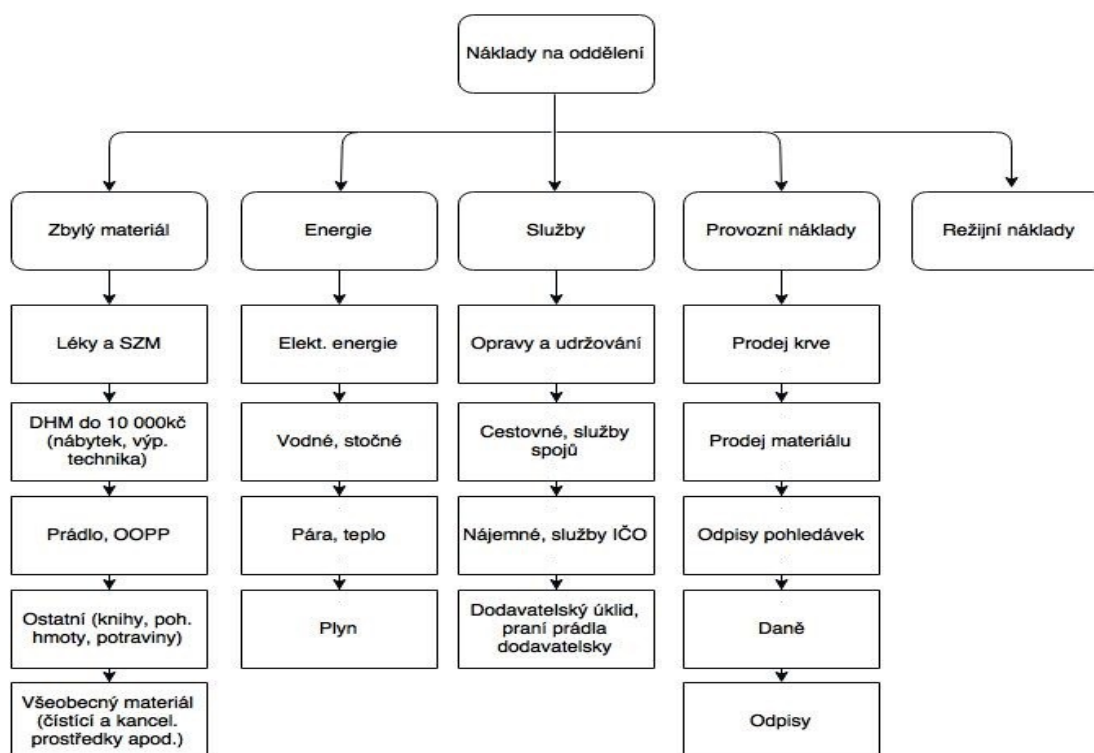 Náklady na oddělení
Zbylý materiál
Energie
Služby
Provozní náklady
Režijní náklady
Léky a SZM
Elekt. energie
Opravy a udržování
Prodej krve
DHM do 10 000kč
(nábytek, výp.
technika)
Vodné, stočné
Cestovné, služby
spojů
Prodej materiálu
Prádlo, OOPP
Pára, teplo
Nájemné, služby IČO
Odpisy pohledávek
Ostatní (knihy, poh.
hmoty, potraviny)
Plyn
Dodavatelský úklid,
praní prádla
dodavatelsky
Daně
Všeobecný materiál
(čístící a kancel.
prostředky apod.)
Odpisy